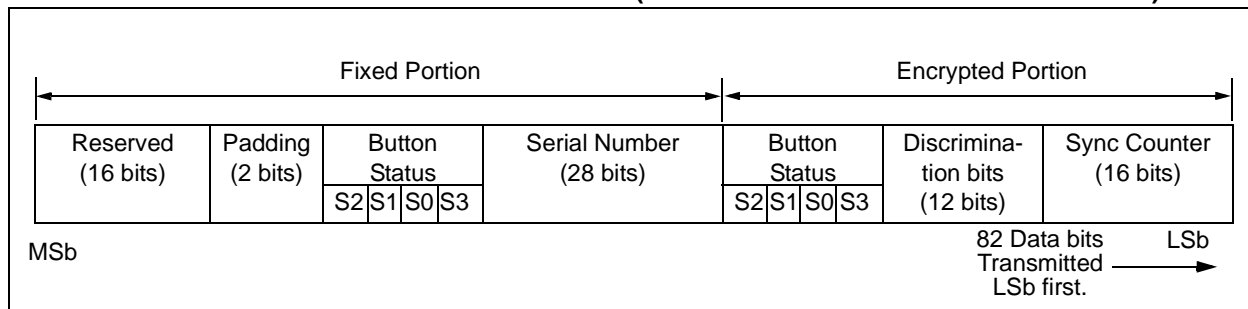 Fixed Portion
Encrypted Portion
Reserved
(16 bits)
Padding
(2 bits)
Button
Status
S2 S1 S0 S3
Serial Number
(28 bits)
Button
Status
S2 S1 S0 S3
Discrimina-
tion bits
(12 bits)
Sync Counter
(16 bits)
MSb
82 Data bits
Transmitted
LSb first.
LSb